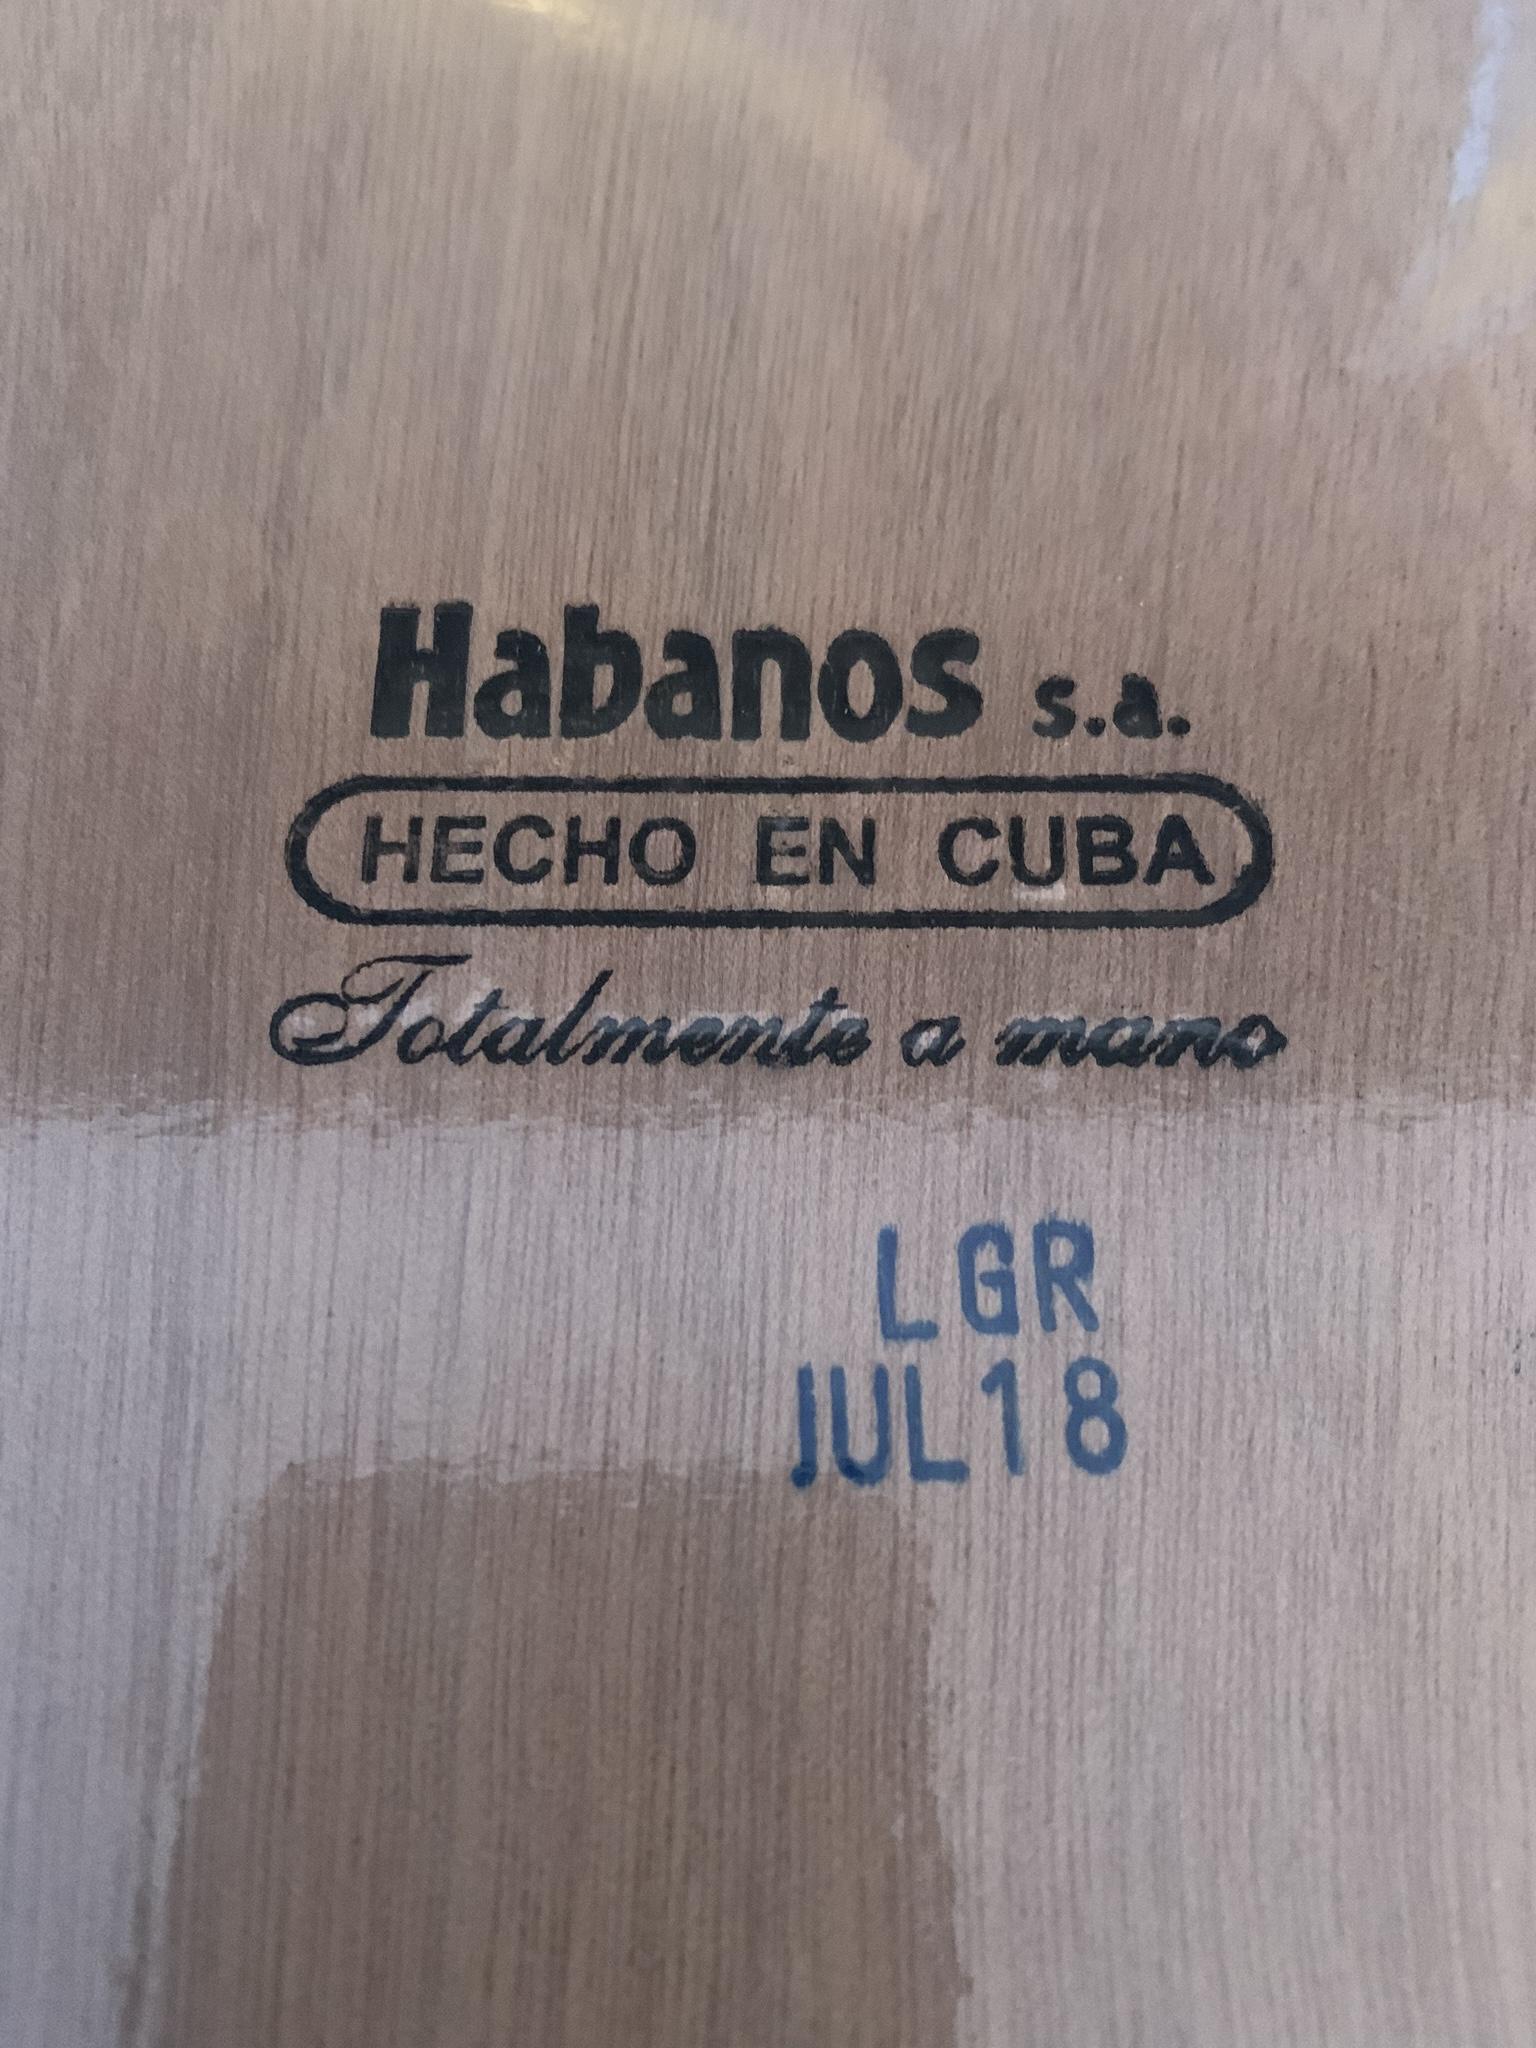 Habanos s.a.
HECHO EN CUBA
Totalmente a mano
LGR
JUL18